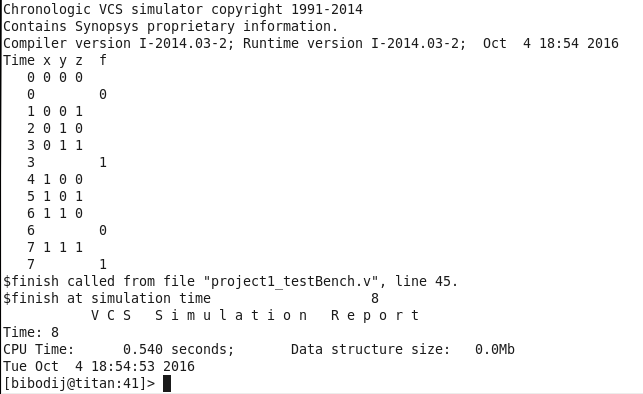 Chronologic VCS simulator copyright 1991-2014
Contains Synopsys proprietary information.
Compiler version I-2014.03-2; Runtime version I-2014.03-2;  Oct  4 18:54 2016
Time x y z  f
   0 0 0 0
   0        0
   1 0 0 1
   2 0 1 0
   3 0 1 1
   3        1
   4 1 0 0
   5 1 0 1
   6 1 1 0
   6        0
   7 1 1 1
   7        1
$finish called from file "project1_testBench.v", line 45.
$finish at simulation time                    8
           V C S   S i m u l a t i o n   R e p o r t
Time: 8
CPU Time:      0.540 seconds;       Data structure size:   0.0Mb
Tue Oct  4 18:54:53 2016
[bibodij@titan:41]>